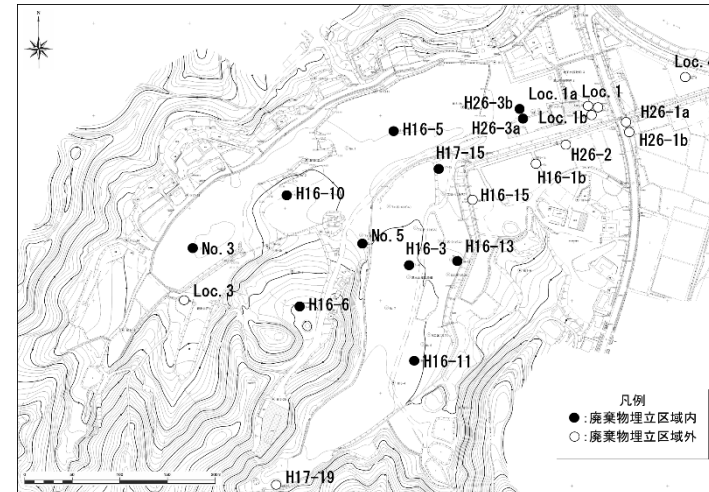 N
Loc. 4
H26-3b
Loc. 1a
Loc. 1
H16-5
H26-3a
Loc. 1b
H26-1a
H26-1b
H17-15
H26-2
H16-1b
H16-10
H16-15
No. 3
No. 5
H16-3
H16-13
Loc. 3
H16-6
H16-11
凡例
●:廃棄物埋立区域内
○:廃棄物埋立区域外
H17-19